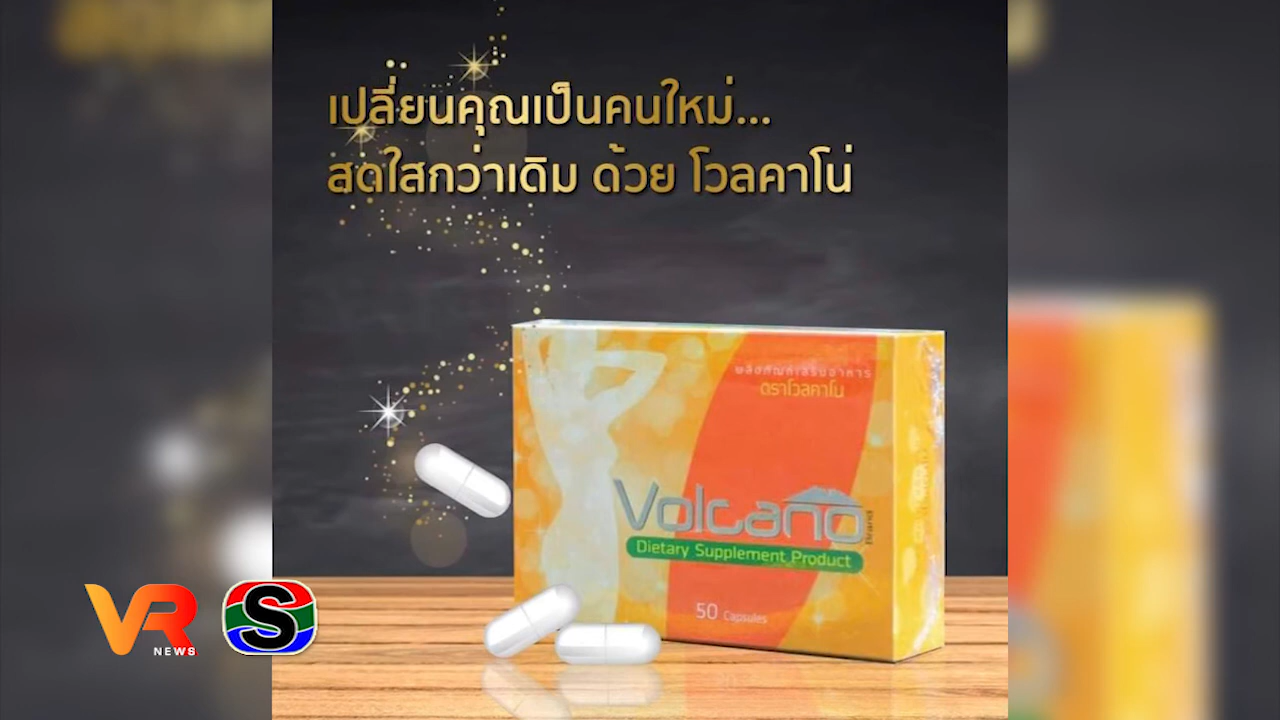 เปลี่ยนคุณเป็นคนใหม่...
สดใสกว่าเดิม ด้วย โวลคาโน่
ผลิตภัณฑ์เสริมอาหาร
ตราโวลคาโน
Volcano
Brand
Dietary Supplement Product
50 Capsules
VR
NEWS
S